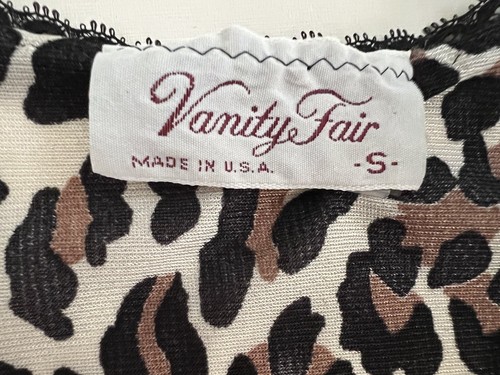 Vanity Fair
MADE IN U.S.A. -S-